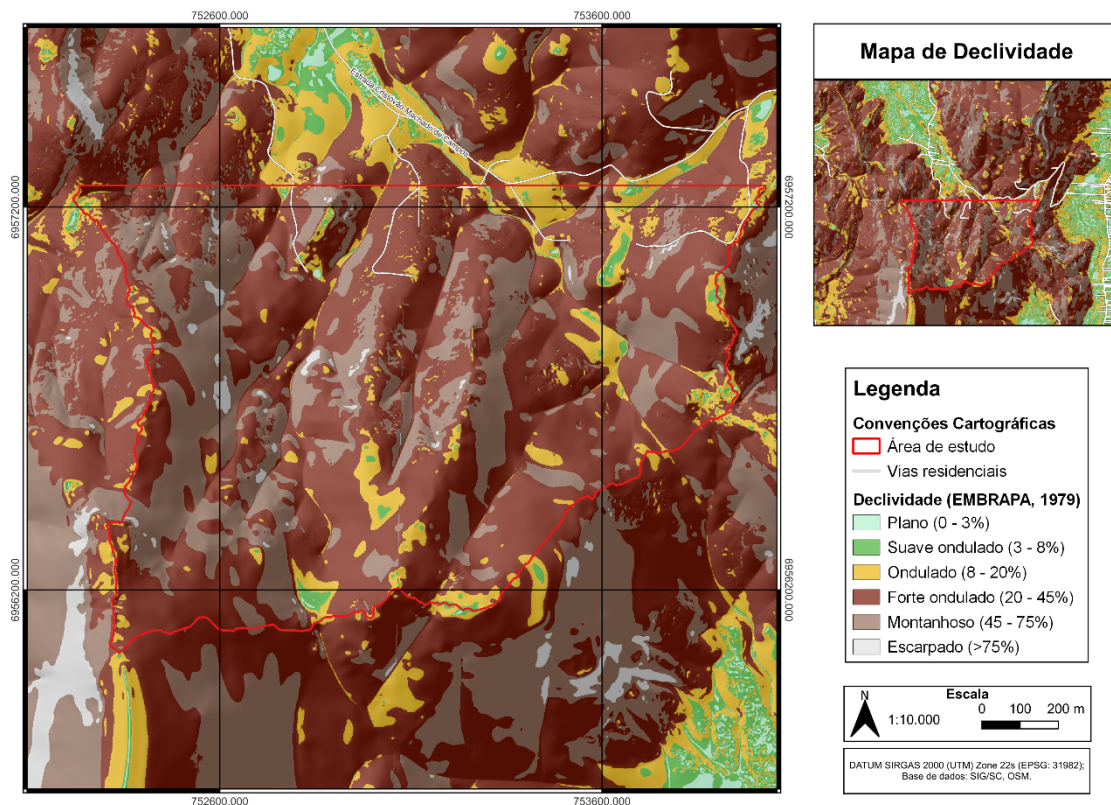 752600.000
753600.000
Mapa de Declividade
Estrada Cristóvão Machado de Campos
6957200.000
6957200.000
6956200.000
6956200.000
Legenda
Convenções Cartográficas
Área de estudo
Vias residenciais
Declividade (EMBRAPA, 1979)
Plano (0 - 3%)
Suave ondulado (3 - 8%)
Ondulado (8 - 20%)
Forte ondulado (20 - 45%)
Montanhoso (45 - 75%)
Escarpado (>75%)
N
Escala
1:10.000
0 100 200 m
DATUM SIRGAS 2000 (UTM) Zone 22s (EPSG: 31982);
Base de dados: SIG/SC, OSM.
752600.000
753600.000